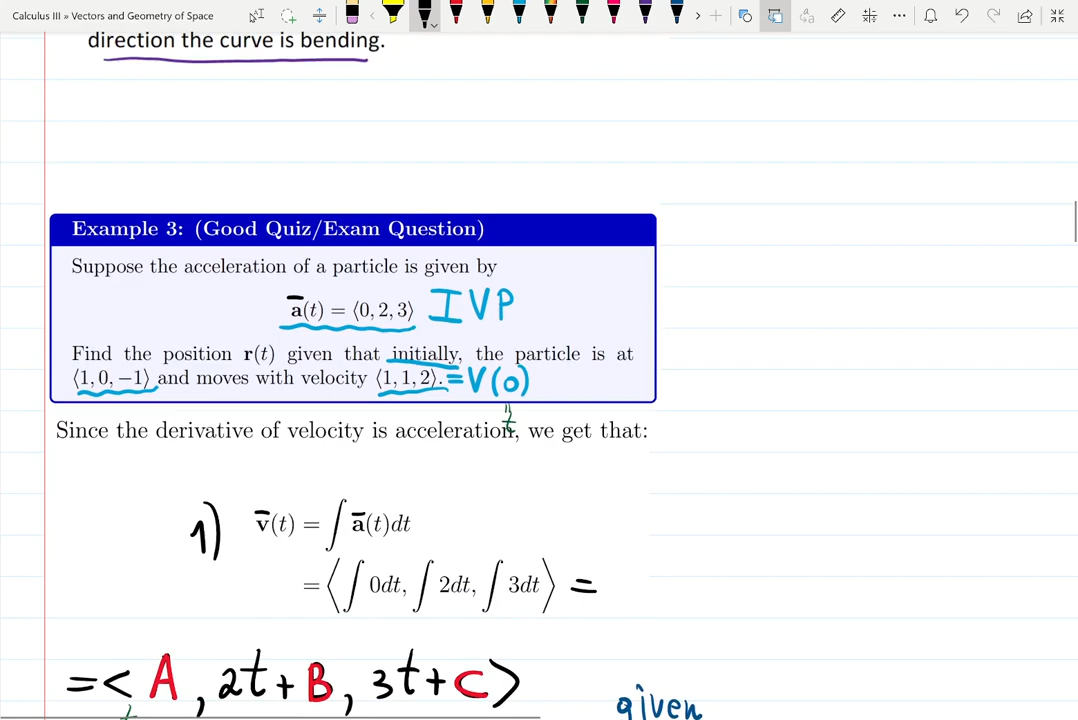 Calculus III » Vectors and Geometry of Space
direction the curve is bending.
Example 3: (Good Quiz/Exam Question)
Suppose the acceleration of a particle is given by
a̅(t) = ⟨0, 2, 3⟩ IVP
Find the position r(t) given that initially, the particle is at
⟨1, 0, −1⟩ and moves with velocity ⟨1, 1, 2⟩. = V(0)
t
Since the derivative of velocity is acceleration, we get that:
1) v̅(t) = ∫ a̅(t)dt
= ⟨∫ 0dt, ∫ 2dt, ∫ 3dt⟩ =
= < A, 2t + B, 3t + C >
given